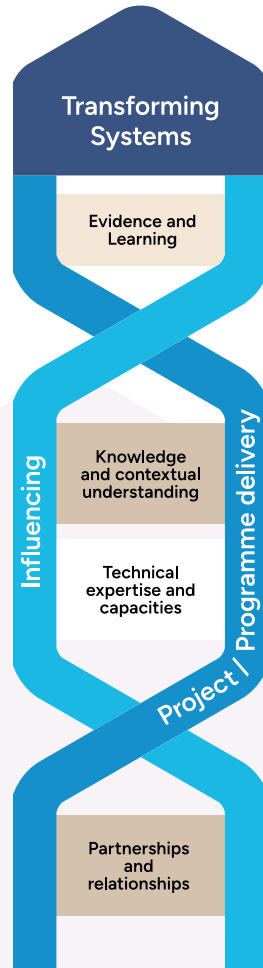 Transforming
Systems
Evidence and
Learning
Knowledge
and contextual
understanding
Influencing
Project / Programme delivery
Technical
expertise and
capacities
Partnerships
and
relationships